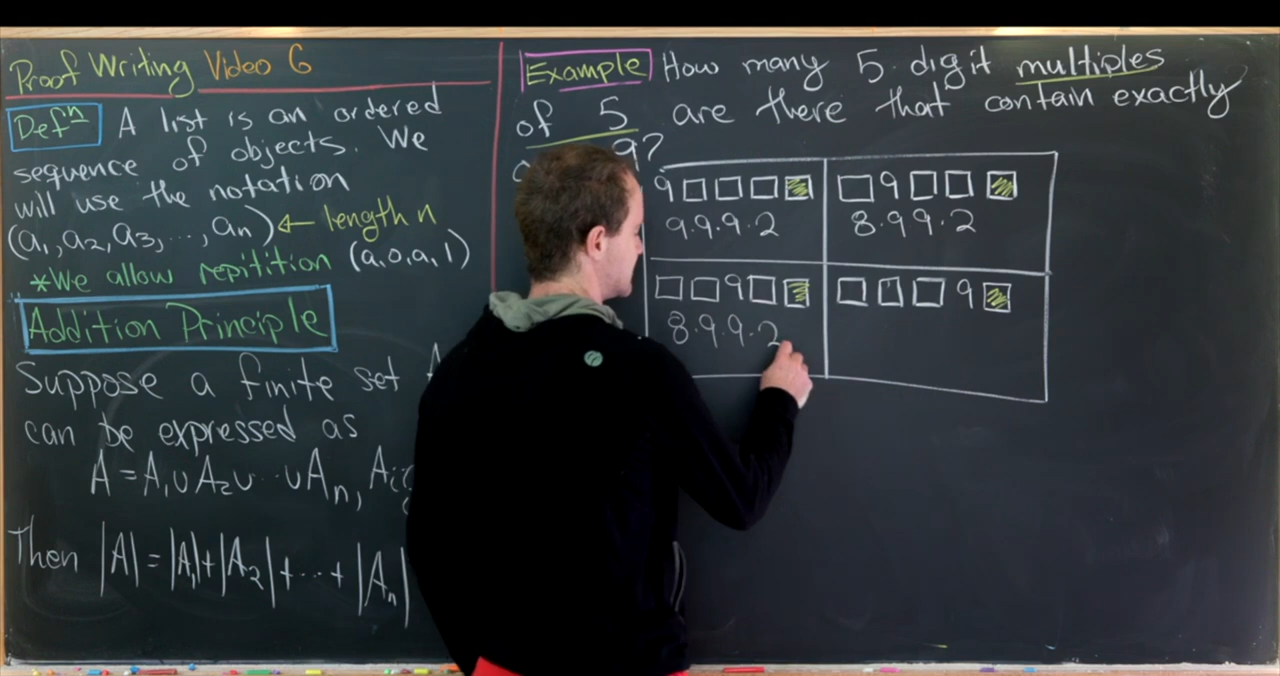 Proof Writing Video 6
Defⁿ A list is an ordered
sequence of objects. We
will use the notation
(a₁, a₂, a₃, ..., aₙ) ← length n
*We allow repitition (a,0,a,1)
Addition Principle
Suppose a finite set A
can be expressed as
A = A₁ ∪ A₂ ∪ ... ∪ Aₙ, Aᵢ
Then |A| = |A₁| + |A₂| + ... + |Aₙ|
Example How many 5 digit multiples
of 5 are there that contain exactly
9?
9 □ □ □ □
9·9·9·2
□ 9 □ □ □
8·9·9·2
□ □ 9 □ □
8·9·9·2
□ □ □ 9 □